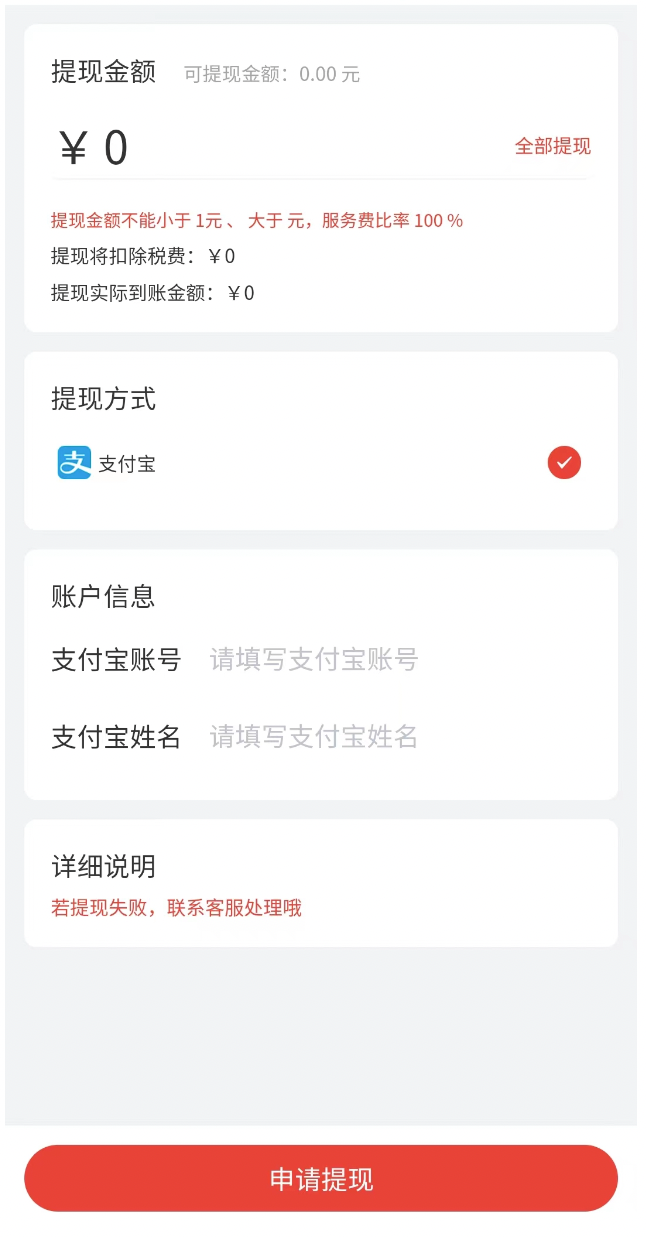 提现金额 可提现金额：0.00 元
￥ 0 全部提现
提现金额不能小于 1元 、 大于 元，服务费比率 100 %
提现将扣除税费：￥0
提现实际到账金额：￥0
提现方式
支 支付宝
账户信息
支付宝账号 请填写支付宝账号
支付宝姓名 请填写支付宝姓名
详细说明
若提现失败，联系客服处理哦
申请提现